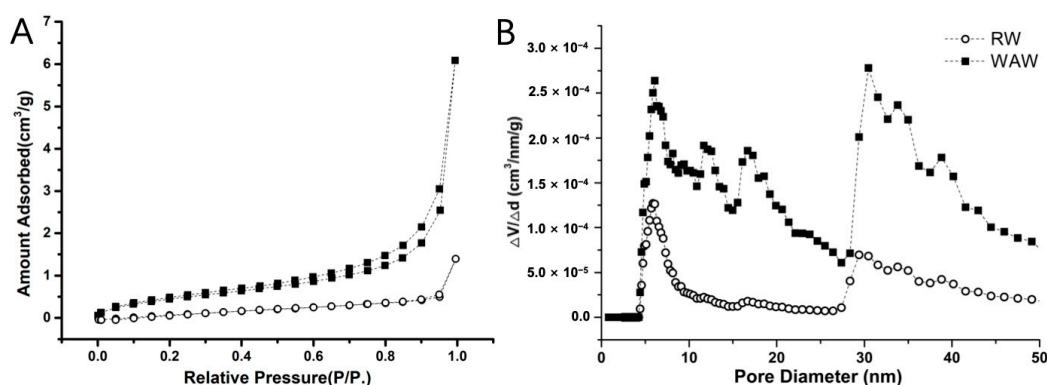 A
Amount Adsorbed(cm³/g)
7
6
5
4
3
2
1
0
0.0 0.2 0.4 0.6 0.8 1.0
Relative Pressure(P/P.)
B
RW
WAW
△V/△d (cm³/nm/g)
3.0× 10⁻⁴
2.5× 10⁻⁴
2.0 × 10⁻⁴
1.5 × 10⁻⁴
1.0 × 10⁻⁴
5.0 × 10⁻⁵
0.0
0 10 20 30 40 50
Pore Diameter (nm)